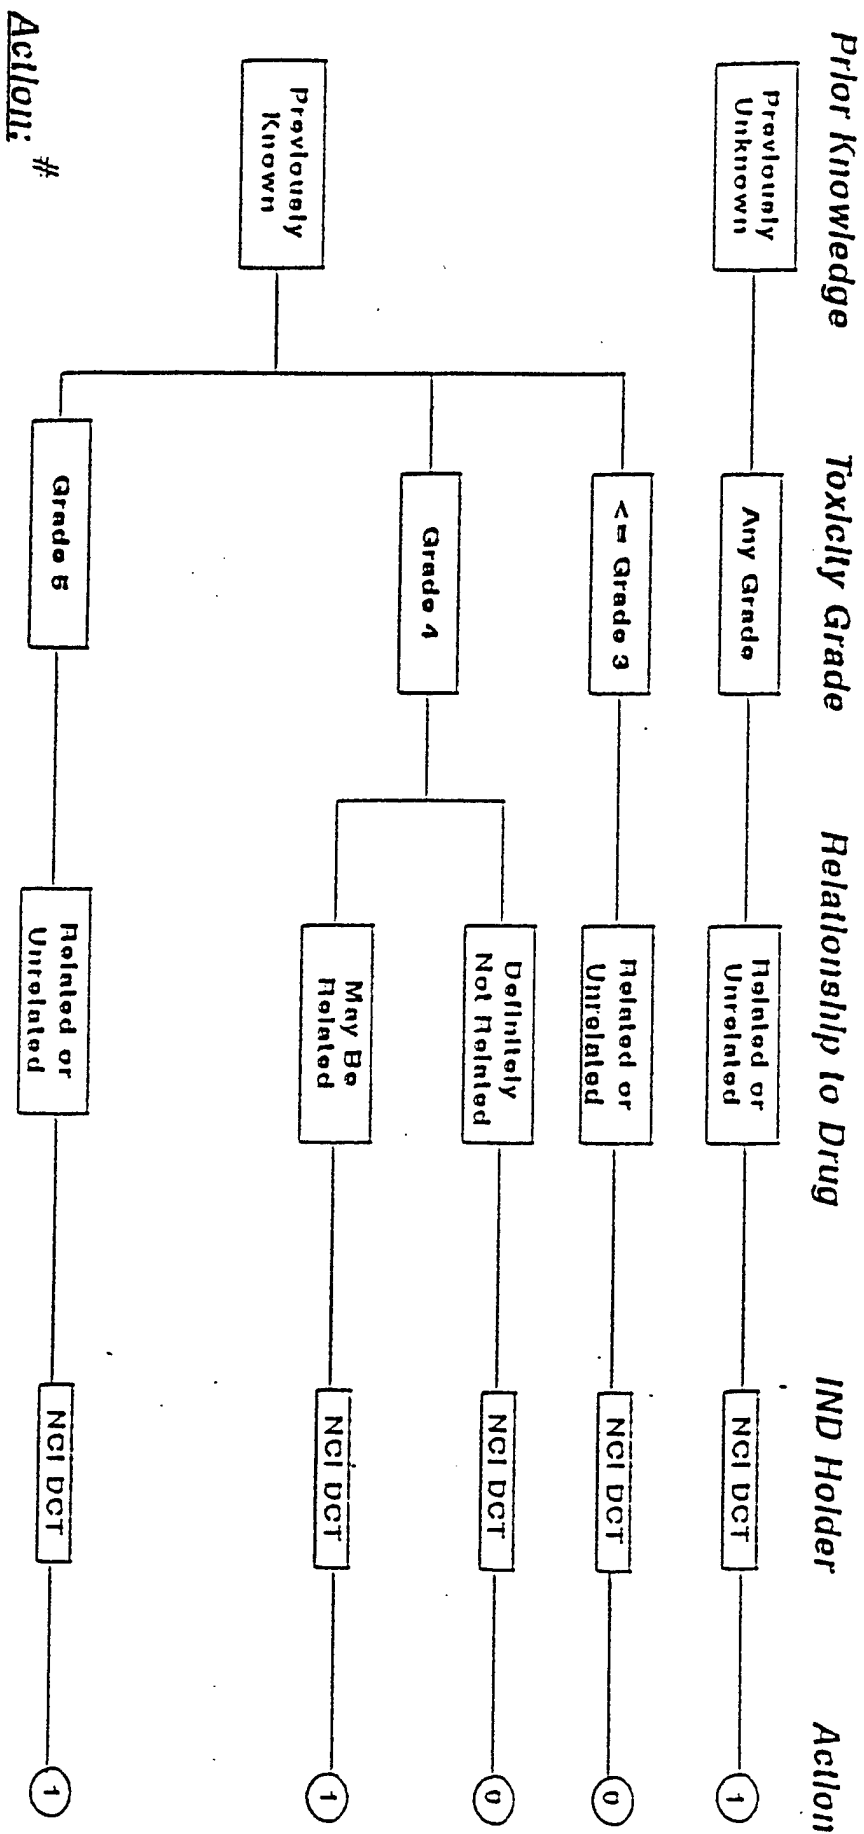 Prior Knowledge
Toxicity Grade
Relationship to Drug
IND Holder
Action
Previously
Unknown
Any Grade
Related or
Unrelated
NCI DCT
1
Previously
Known
<= Grade 3
Related or
Unrelated
NCI DCT
0
Grade 4
Definitely
Not Related
NCI DCT
0
May Be
Related
NCI DCT
1
Grade 5
Related or
Unrelated
NCI DCT
1
Action: #